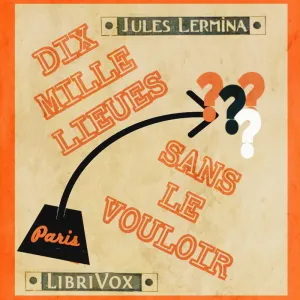 JULES LERMINA
DIX
MILLE
LIEUES
???
?
SANS
LE
VOULOIR
Paris
LIBRIVOX